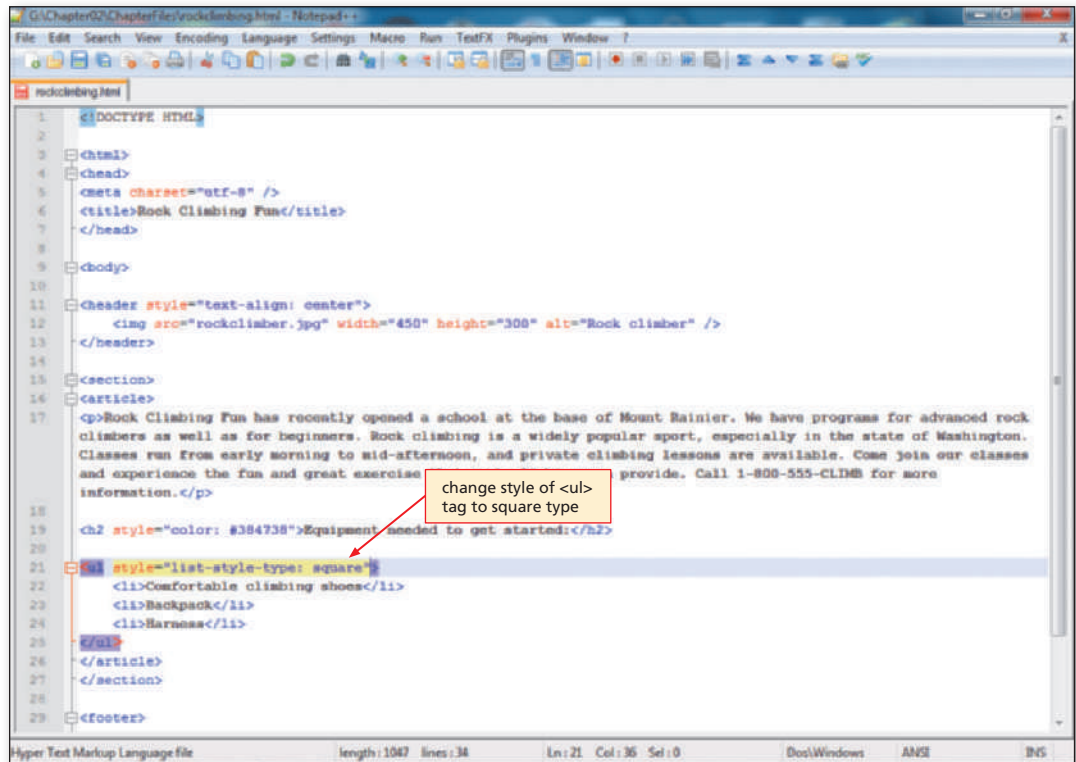 G:\Chapter02\ChapterFiles\rockclimbing.html - Notepad++
File Edit Search View Encoding Language Settings Macro Run TextFX Plugins Window ?
X
rockclimbing.html
1 <!DOCTYPE HTML>
2
3 <html>
4 <head>
5 <meta charset="utf-8" />
6 <title>Rock Climbing Fun</title>
7 </head>
8
9 <body>
10
11 <header style="text-align: center">
12 <img src="rockclimber.jpg" width="450" height="300" alt="Rock climber" />
13 </header>
14
15 <section>
16 <article>
17 <p>Rock Climbing Fun has recently opened a school at the base of Mount Rainier. We have programs for advanced rock
climbers as well as for beginners. Rock climbing is a widely popular sport, especially in the state of Washington.
Classes run from early morning to mid-afternoon, and private climbing lessons are available. Come join our classes
and experience the fun and great exercise provide. Call 1-800-555-CLIMB for more
information.</p>
change style of <ul>
tag to square type
18
19 <h2 style="color: #384738">Equipment needed to get started:</h2>
20
21 <ul style="list-style-type: square">
22 <li>Comfortable climbing shoes</li>
23 <li>Backpack</li>
24 <li>Harness</li>
25 </ul>
26 </article>
27 </section>
28
29 <footer>
Hyper Text Markup Language file length : 1047 lines : 34 Ln : 21 Col : 36 Sel : 0 Dos\Windows ANSI INS